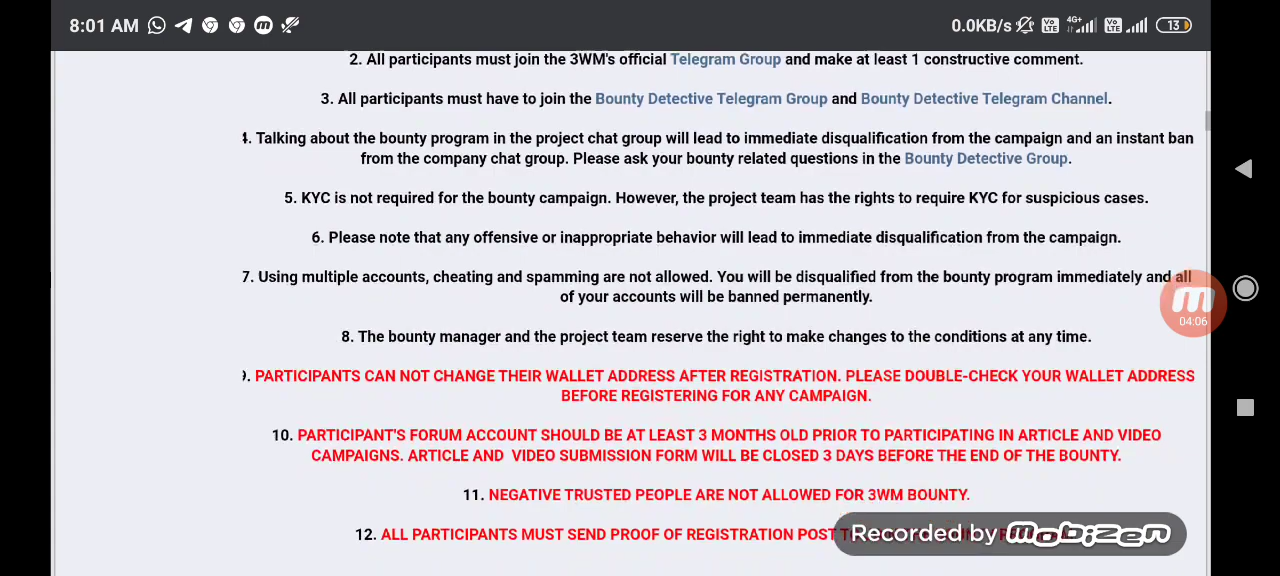 8:01 AM
0.0KB/s Vo LTE 4G+ Vo LTE 13
2. All participants must join the 3WM's official Telegram Group and make at least 1 constructive comment.
3. All participants must have to join the Bounty Detective Telegram Group and Bounty Detective Telegram Channel.
4. Talking about the bounty program in the project chat group will lead to immediate disqualification from the campaign and an instant ban
from the company chat group. Please ask your bounty related questions in the Bounty Detective Group.
5. KYC is not required for the bounty campaign. However, the project team has the rights to require KYC for suspicious cases.
6. Please note that any offensive or inappropriate behavior will lead to immediate disqualification from the campaign.
7. Using multiple accounts, cheating and spamming are not allowed. You will be disqualified from the bounty program immediately and all
of your accounts will be banned permanently.
04:06
8. The bounty manager and the project team reserve the right to make changes to the conditions at any time.
9. PARTICIPANTS CAN NOT CHANGE THEIR WALLET ADDRESS AFTER REGISTRATION. PLEASE DOUBLE-CHECK YOUR WALLET ADDRESS
BEFORE REGISTERING FOR ANY CAMPAIGN.
10. PARTICIPANT'S FORUM ACCOUNT SHOULD BE AT LEAST 3 MONTHS OLD PRIOR TO PARTICIPATING IN ARTICLE AND VIDEO
CAMPAIGNS. ARTICLE AND VIDEO SUBMISSION FORM WILL BE CLOSED 3 DAYS BEFORE THE END OF THE BOUNTY.
11. NEGATIVE TRUSTED PEOPLE ARE NOT ALLOWED FOR 3WM BOUNTY.
12. ALL PARTICIPANTS MUST SEND PROOF OF REGISTRATION POST
Recorded by mobizen